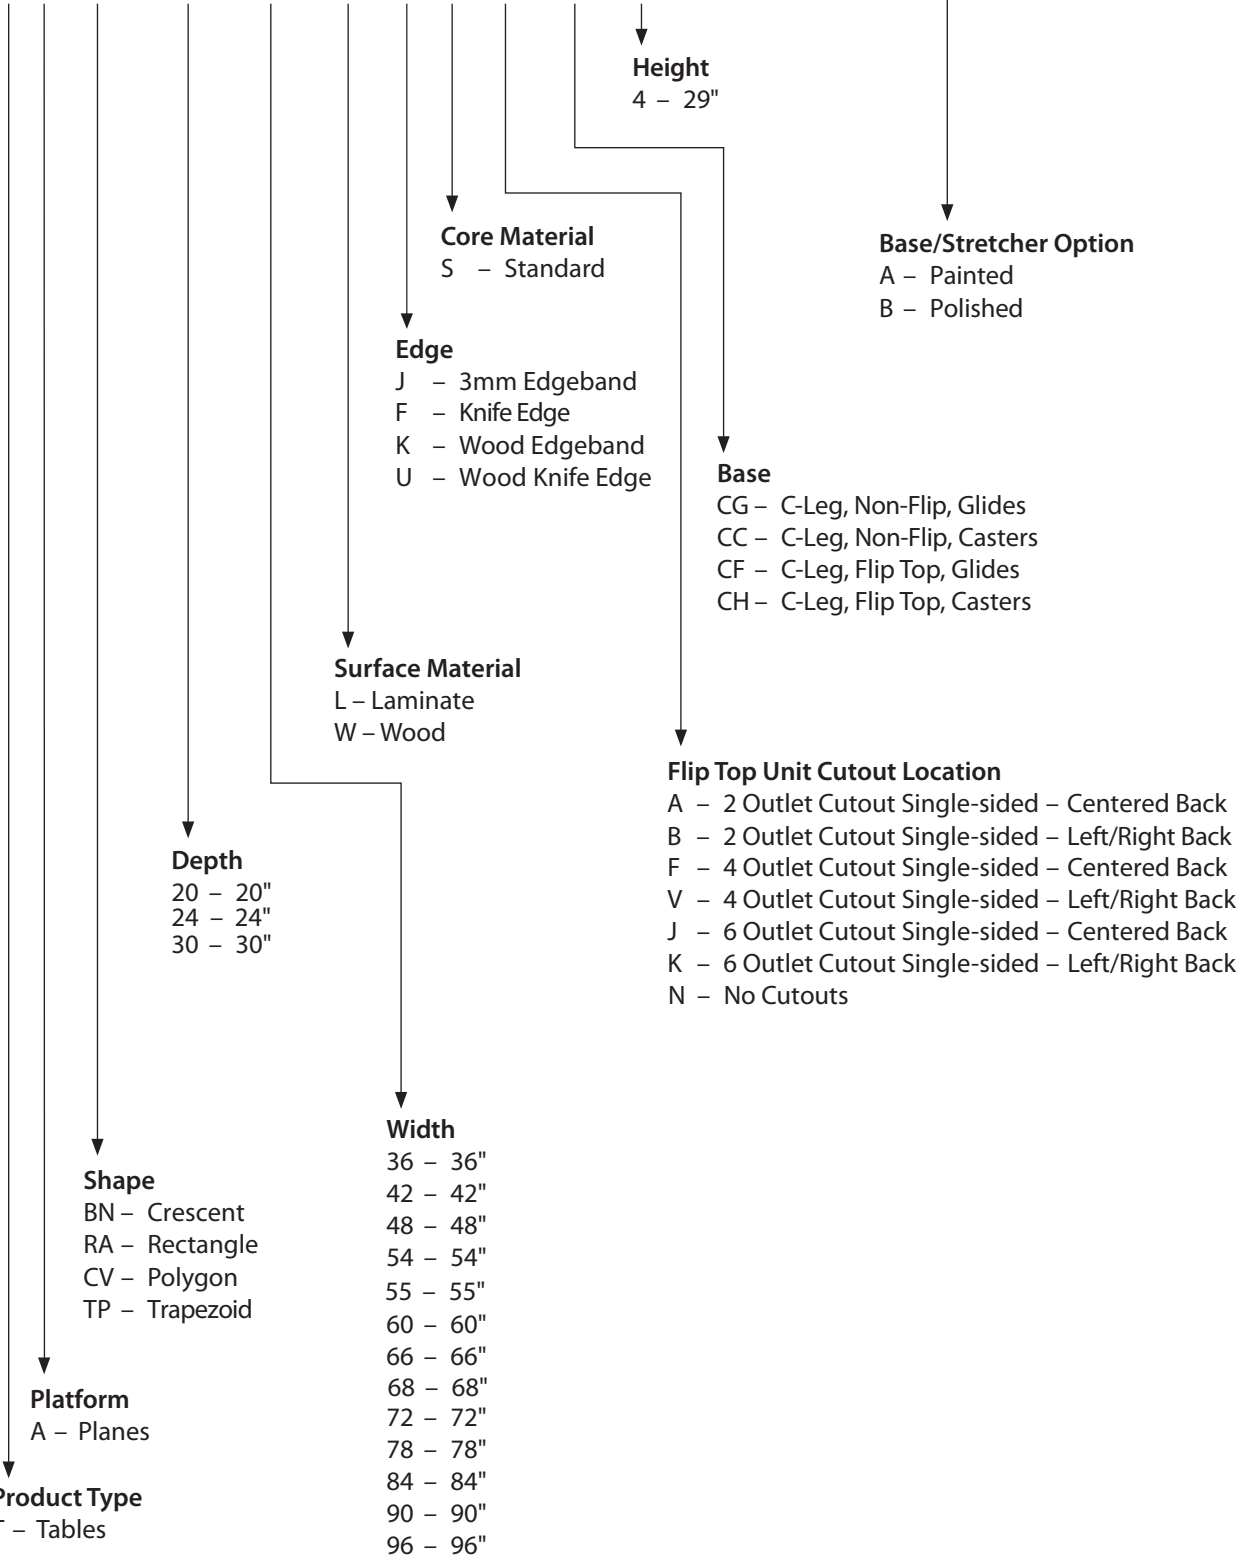 Height
4 – 29"
Core Material
S – Standard
Base/Stretcher Option
A – Painted
B – Polished
Edge
J – 3mm Edgeband
F – Knife Edge
K – Wood Edgeband
U – Wood Knife Edge
Base
CG – C-Leg, Non-Flip, Glides
CC – C-Leg, Non-Flip, Casters
CF – C-Leg, Flip Top, Glides
CH – C-Leg, Flip Top, Casters
Surface Material
L – Laminate
W – Wood
Flip Top Unit Cutout Location
A – 2 Outlet Cutout Single-sided – Centered Back
B – 2 Outlet Cutout Single-sided – Left/Right Back
F – 4 Outlet Cutout Single-sided – Centered Back
V – 4 Outlet Cutout Single-sided – Left/Right Back
J – 6 Outlet Cutout Single-sided – Centered Back
K – 6 Outlet Cutout Single-sided – Left/Right Back
N – No Cutouts
Depth
20 – 20"
24 – 24"
30 – 30"
Width
36 – 36"
42 – 42"
48 – 48"
54 – 54"
55 – 55"
60 – 60"
66 – 66"
68 – 68"
72 – 72"
78 – 78"
84 – 84"
90 – 90"
96 – 96"
Shape
BN – Crescent
RA – Rectangle
CV – Polygon
TP – Trapezoid
Platform
A – Planes
Product Type
T – Tables